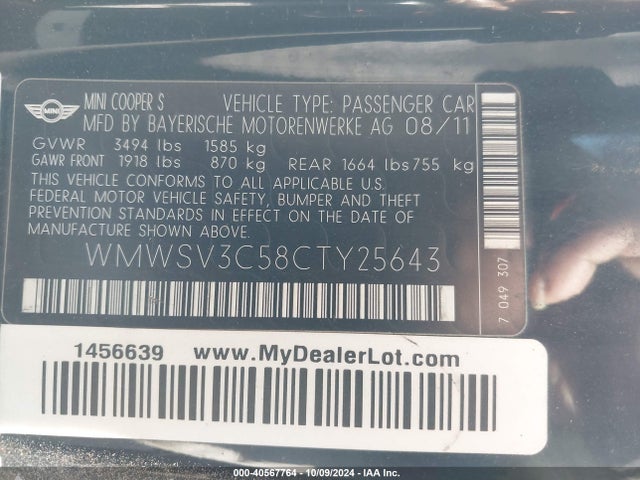 MINI
MINI COOPER S VEHICLE TYPE: PASSENGER CAR
MFD BY BAYERISCHE MOTORENWERKE AG 08/11
GVWR 3494 lbs 1585 kg
GAWR FRONT 1918 lbs 870 kg REAR 1664 lbs 755 kg
THIS VEHICLE CONFORMS TO ALL APPLICABLE U.S.
FEDERAL MOTOR VEHICLE SAFETY, BUMPER AND THEFT
PREVENTION STANDARDS IN EFFECT ON THE DATE
OF MANUFACTURE SHOWN ABOVE.
WMWSV3C58CTY25643
7 049 307
1456639 www.MyDealerLot.com
000-40567764 - 10/09/2024 - IAA Inc.